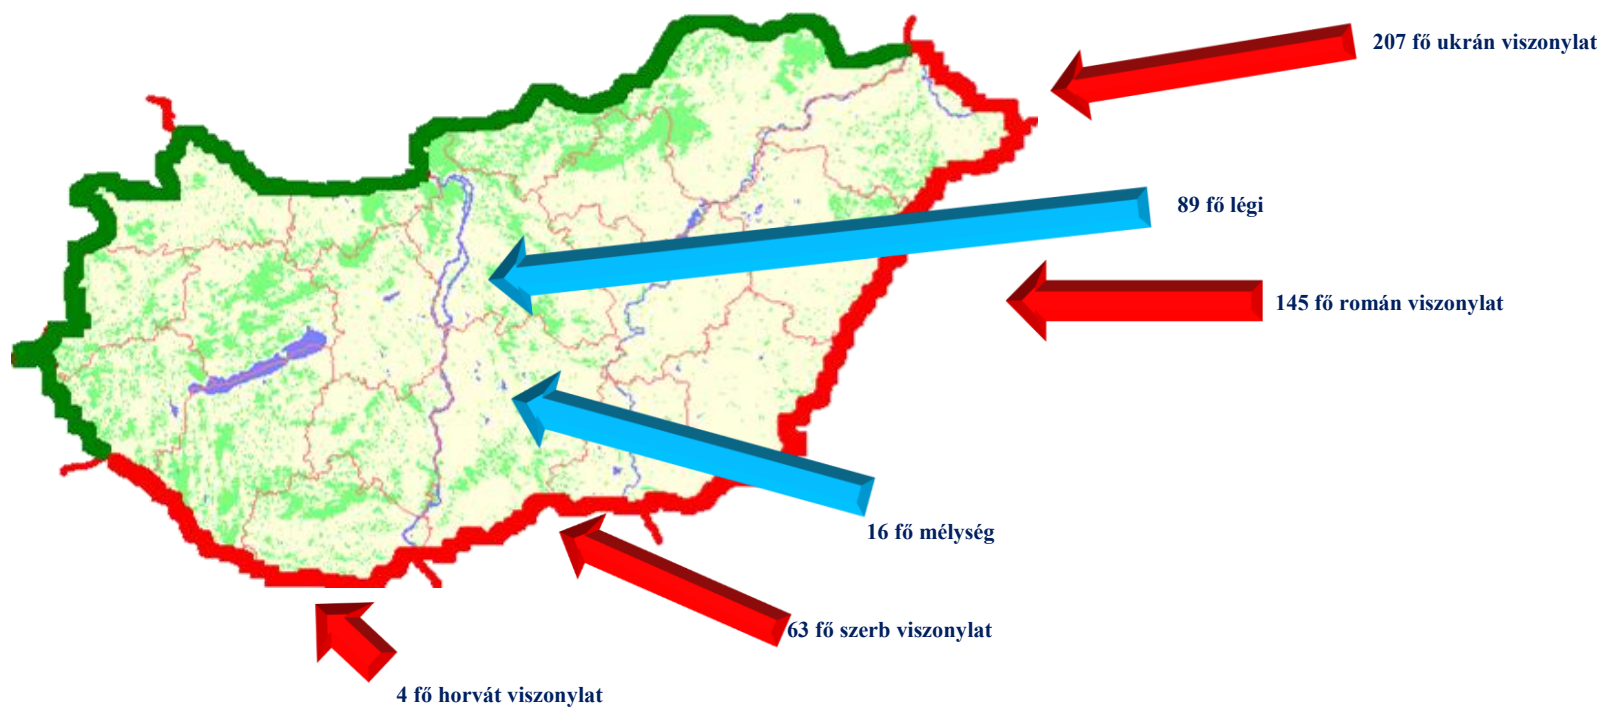 207 fő ukrán viszonylat
89 fő légi
145 fő román viszonylat
16 fő mélység
63 fő szerb viszonylat
4 fő horvát viszonylat